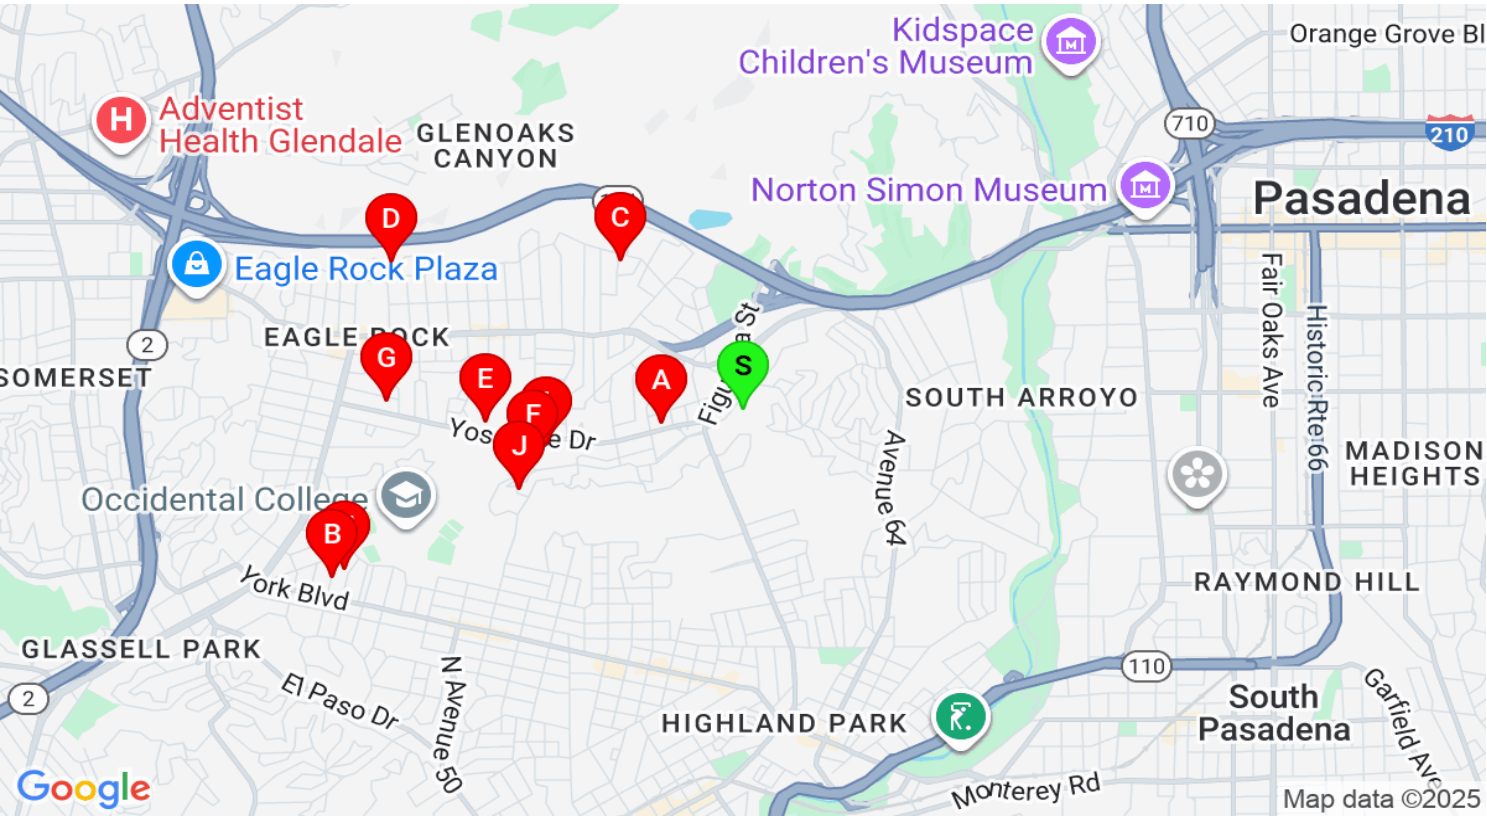 Kidspace
Children's Museum
Orange Grove Bl
H
Adventist
Health Glendale
GLENOAKS
CANYON
710
210
Norton Simon Museum
M
M
Pasadena
D
C
Eagle Rock Plaza
Fair Oaks Ave
Historic Rte 66
2
EAGLE ROCK
G
E
A
S
SOMERSET
SOUTH ARROYO
F
J
Avenue 64
MADISON
HEIGHTS
Occidental College
B
York Blvd
RAYMOND HILL
GLASSELL PARK
N Avenue 50
El Paso Dr
110
2
HIGHLAND PARK
South
Pasadena
Garfield Ave
Monterey Rd
Google
Map data ©2025